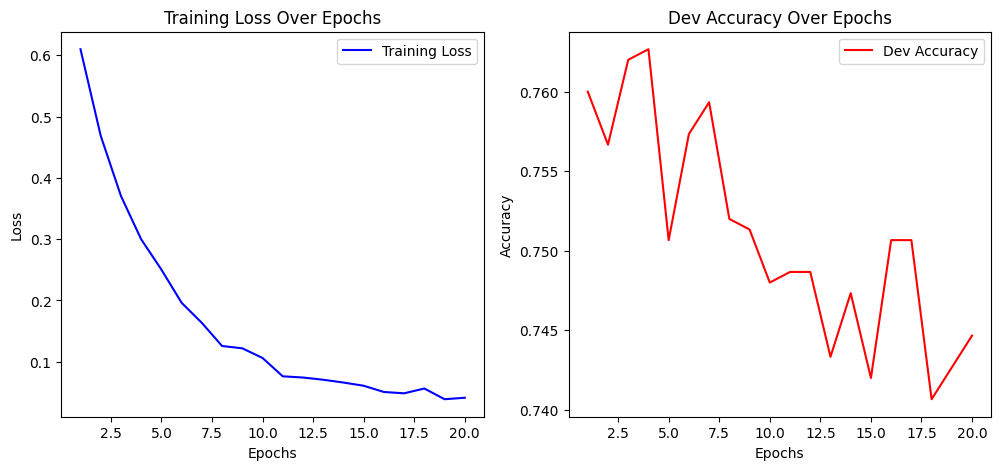 Training Loss Over Epochs
Training Loss
0.6
0.5
0.4
0.3
0.2
0.1
Loss
2.5 5.0 7.5 10.0 12.5 15.0 17.5 20.0
Epochs
Dev Accuracy Over Epochs
Dev Accuracy
0.760
0.755
0.750
0.745
0.740
Accuracy
2.5 5.0 7.5 10.0 12.5 15.0 17.5 20.0
Epochs